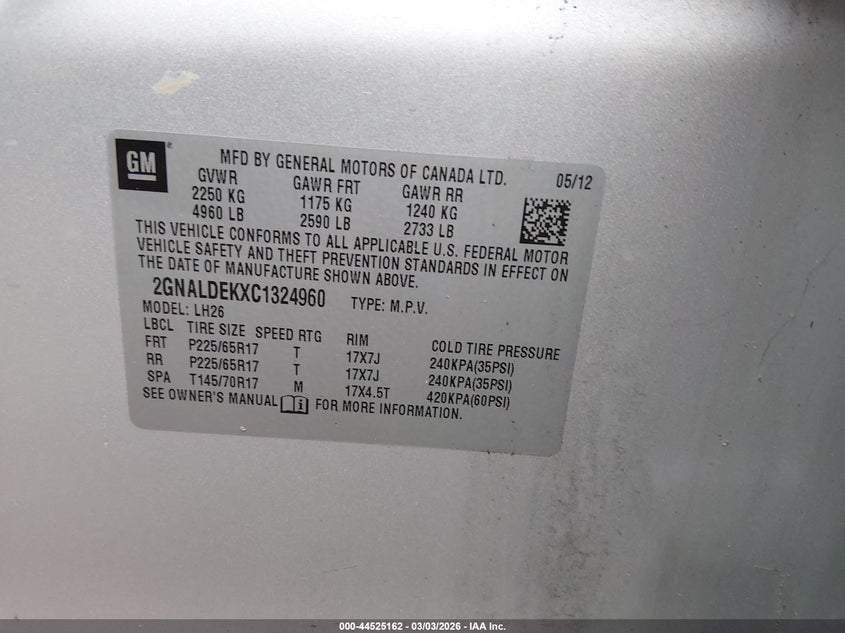 GM
MFD BY GENERAL MOTORS OF CANADA LTD. 05/12
GVWR GAWR FRT GAWR RR
2250 KG 1175 KG 1240 KG
4960 LB 2590 LB 2733 LB
THIS VEHICLE CONFORMS TO ALL APPLICABLE U.S. FEDERAL MOTOR
VEHICLE SAFETY AND THEFT PREVENTION STANDARDS IN EFFECT ON
THE DATE OF MANUFACTURE SHOWN ABOVE.
2GNALDEKXC1324960 TYPE: M.P.V.
MODEL: LH26
LBCL TIRE SIZE SPEED RTG RIM COLD TIRE PRESSURE
FRT P225/65R17 T 17X7J 240KPA(35PSI)
RR P225/65R17 T 17X7J 240KPA(35PSI)
SPA T145/70R17 M 17X4.5T 420KPA(60PSI)
SEE OWNER'S MANUAL FOR MORE INFORMATION.
000-44525162 - 03/03/2026 - IAA Inc.